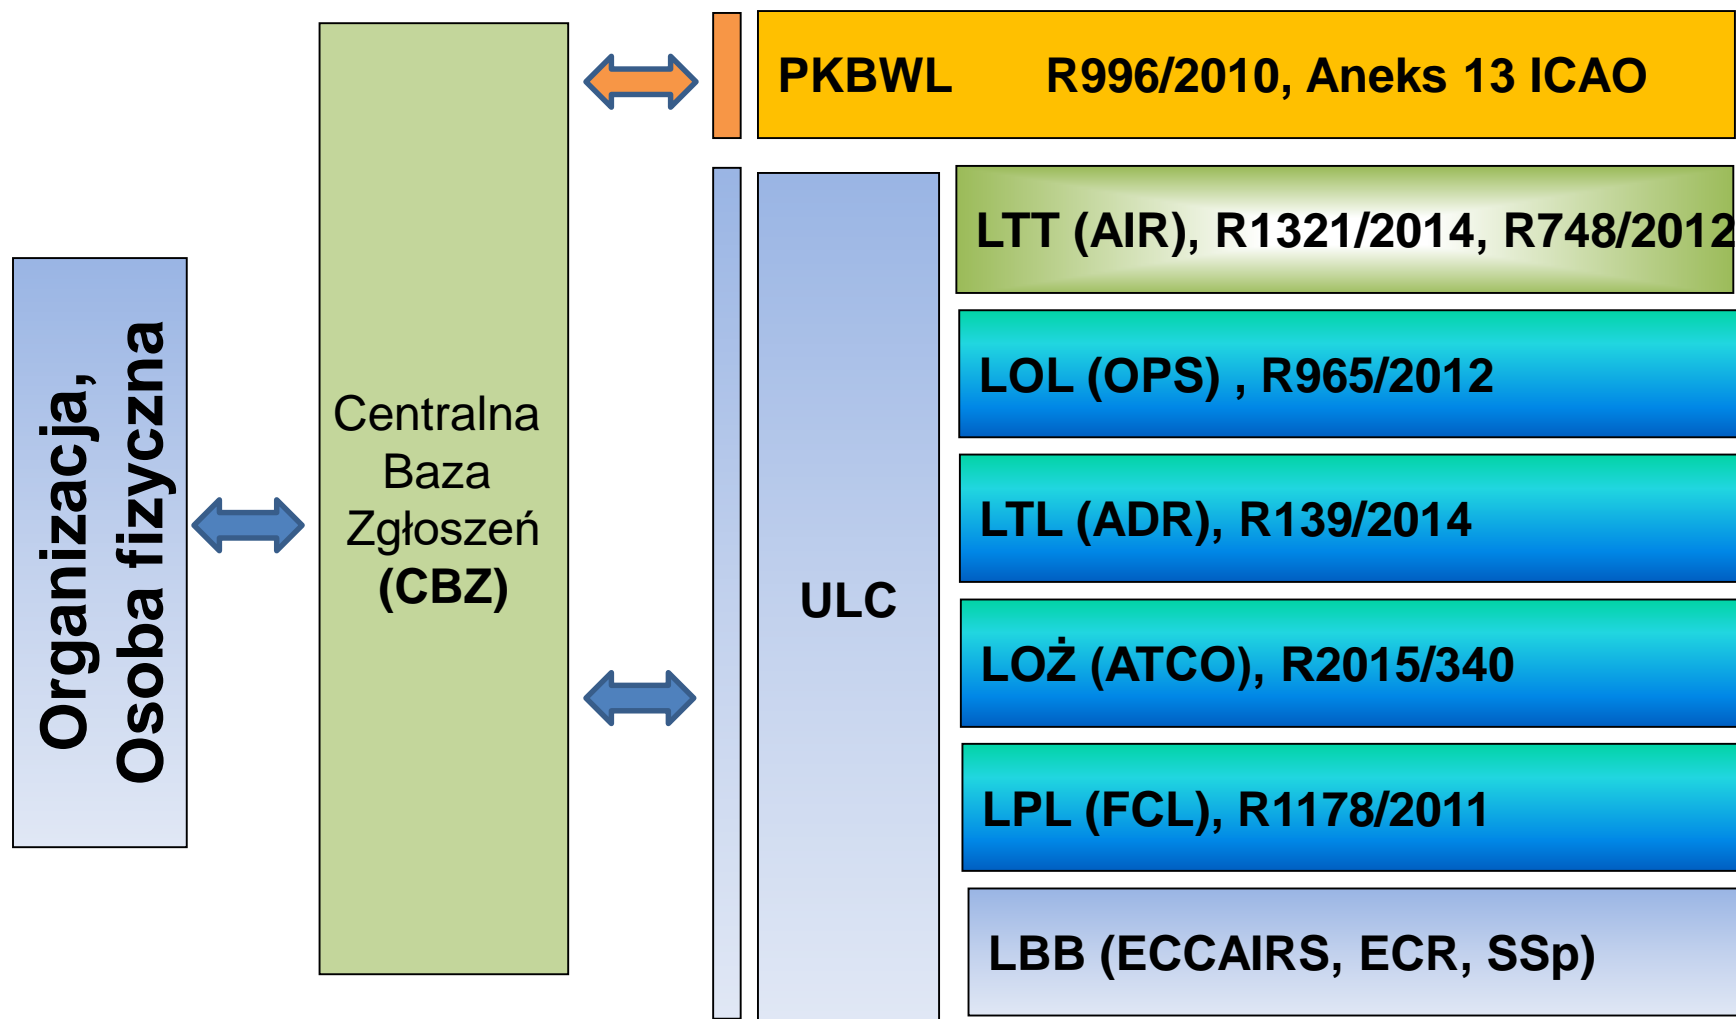 Organizacja,
Osoba fizyczna
Centralna
Baza
Zgłoszeń
(CBZ)
PKBWL R996/2010, Aneks 13 ICAO
ULC
LTT (AIR), R1321/2014, R748/2012
LOL (OPS) , R965/2012
LTL (ADR), R139/2014
LOŻ (ATCO), R2015/340
LPL (FCL), R1178/2011
LBB (ECCAIRS, ECR, SSp)